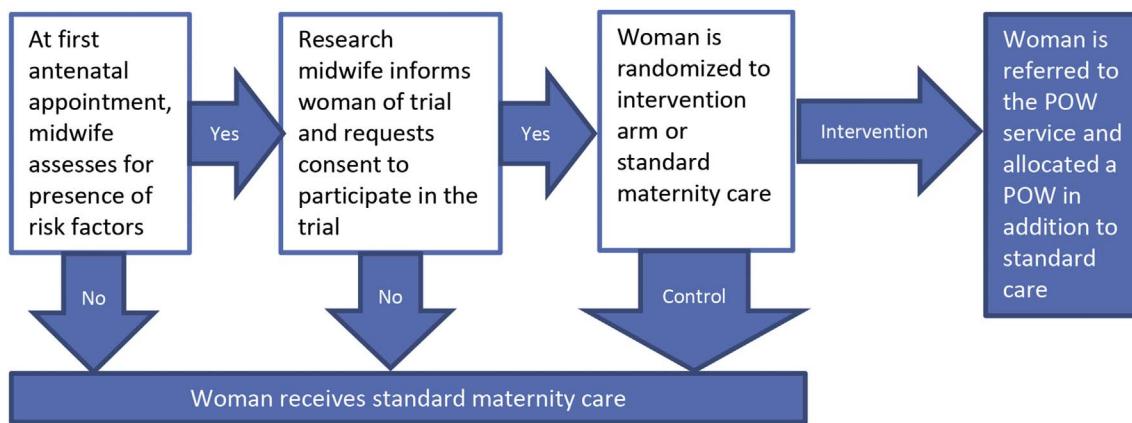 At first
antenatal
appointment,
midwife
assesses for
presence of
risk factors
Yes
Research
midwife informs
woman of trial
and requests
consent to
participate in the
trial
Yes
Woman is
randomized to
intervention
arm or
standard
maternity care
Intervention
Woman is
referred to
the POW
service and
allocated a
POW in
addition to
standard
care
No
No
Control
Woman receives standard maternity care